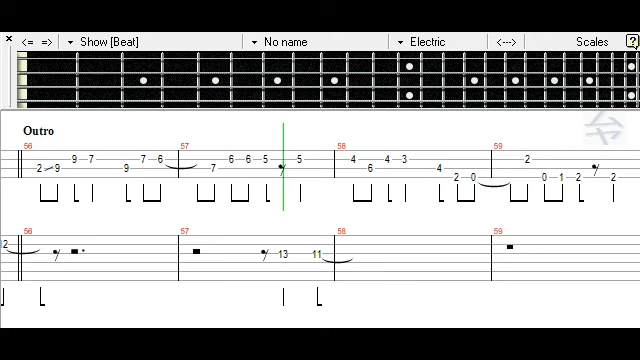 <= => Show [Beat] No name Electric <---> Scales ?
Outro
56 57 58 59
9 7 7 6 6 6 5 5 4 4 3 2
2 9 9 7 6 4
2 0 0 1 2 2
56 57 58 59
12
13 11